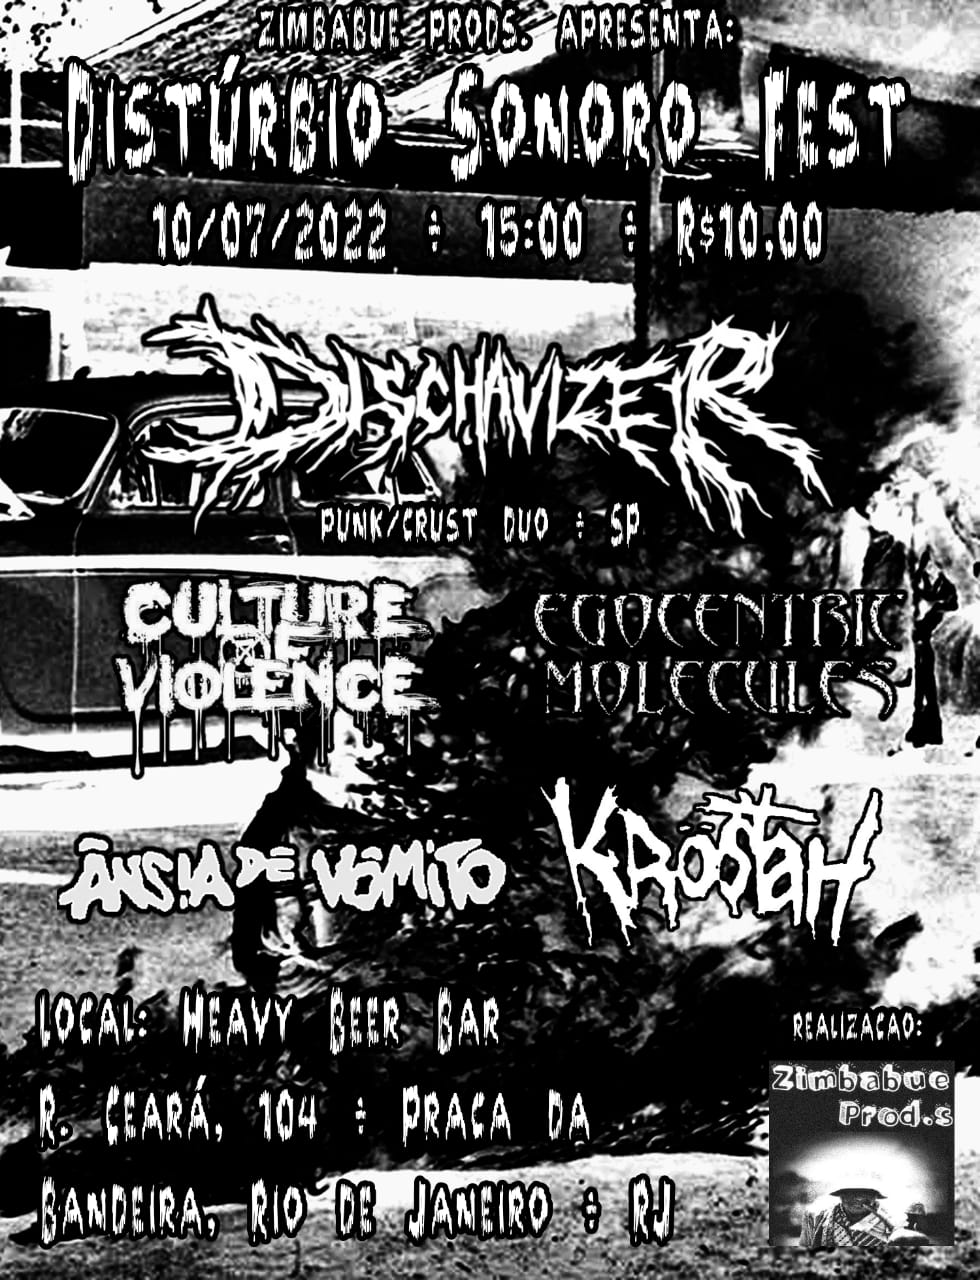 ZIMBABUE PRODS. APRESENTA:
DISTÚRBIO SONORO FEST
10/07/2022 : 15:00 : R$10,00
DISCHAVIZER
PUNK/CRUST DUO : SP
CULTURE
OF
VIOLENCE
EGOCENTRIC
MOLECULES
ÂNSIA DE VÔMITO
KRÖSTAH
LOCAL: HEAVY BEER BAR
R. CEARÁ, 104 : PRACA DA
BANDEIRA, RIO DE JANEIRO : RJ
REALIZACAO:
Zimbabue
Prod.s